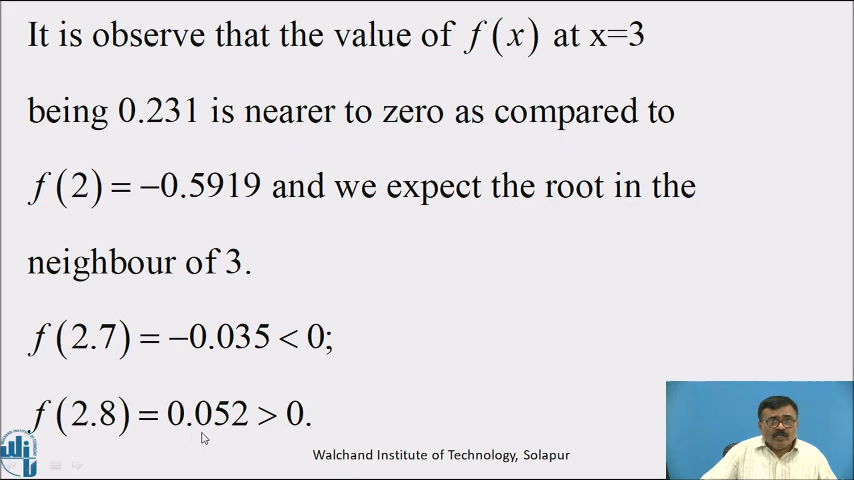 It is observe that the value of f(x) at x=3
being 0.231 is nearer to zero as compared to
f(2) = −0.5919 and we expect the root in the
neighbour of 3.
f(2.7) = −0.035 < 0;
f(2.8) = 0.052 > 0.
Walchand Institute of Technology, Solapur